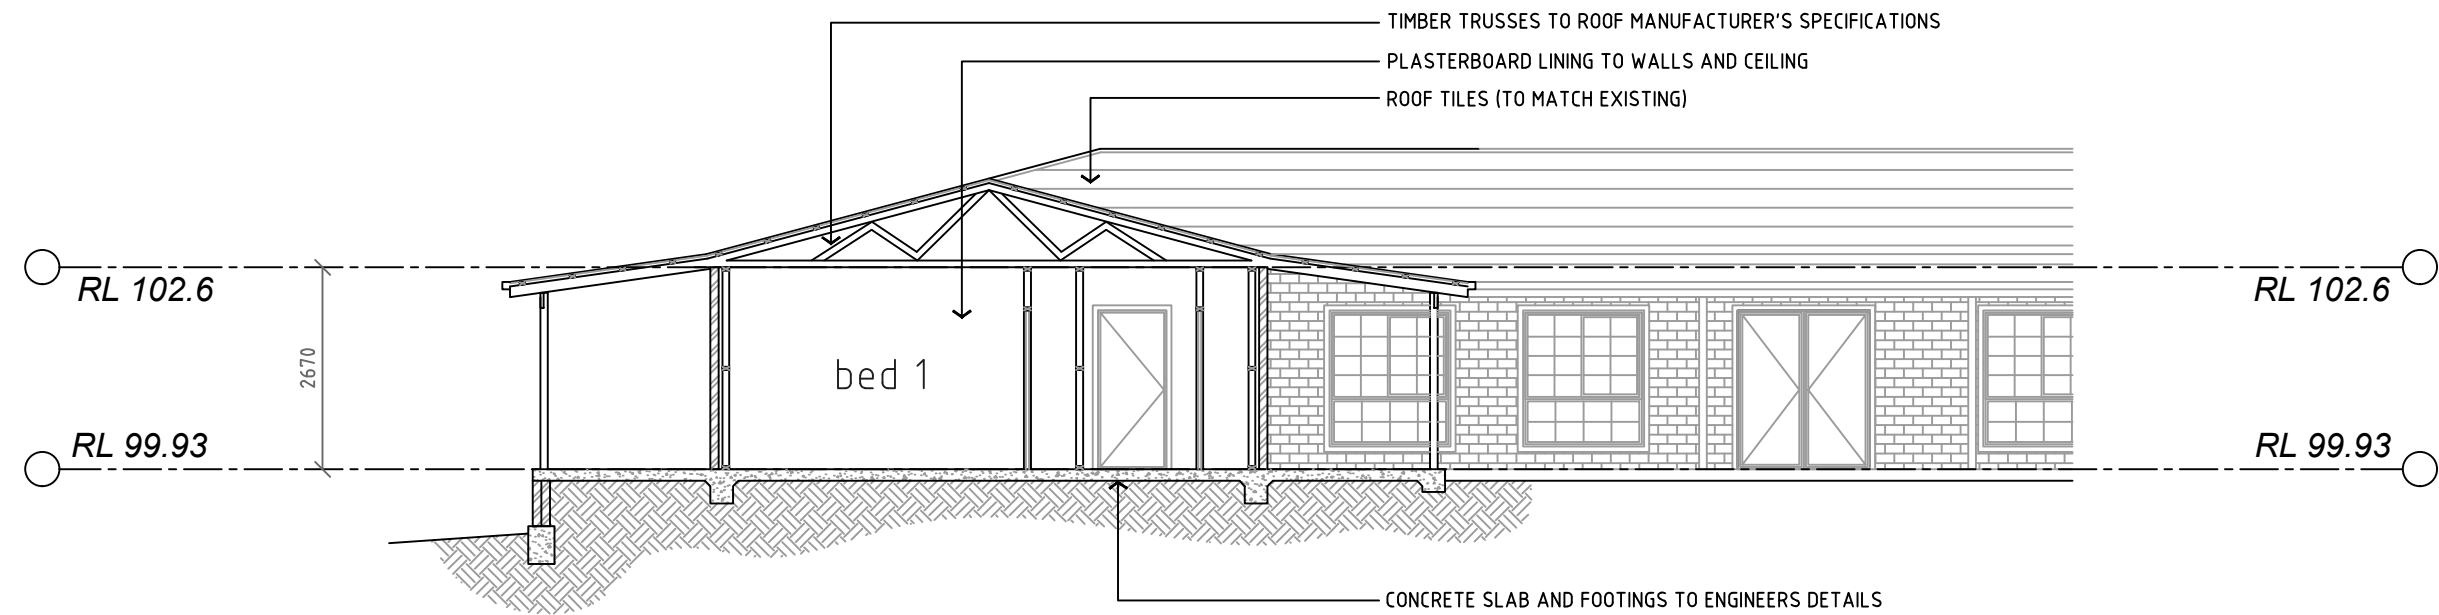 TIMBER TRUSSES TO ROOF MANUFACTURER'S SPECIFICATIONS
PLASTERBOARD LINING TO WALLS AND CEILING
ROOF TILES (TO MATCH EXISTING)
RL 102.6
RL 102.6
2670
bed 1
RL 99.93
RL 99.93
CONCRETE SLAB AND FOOTINGS TO ENGINEERS DETAILS